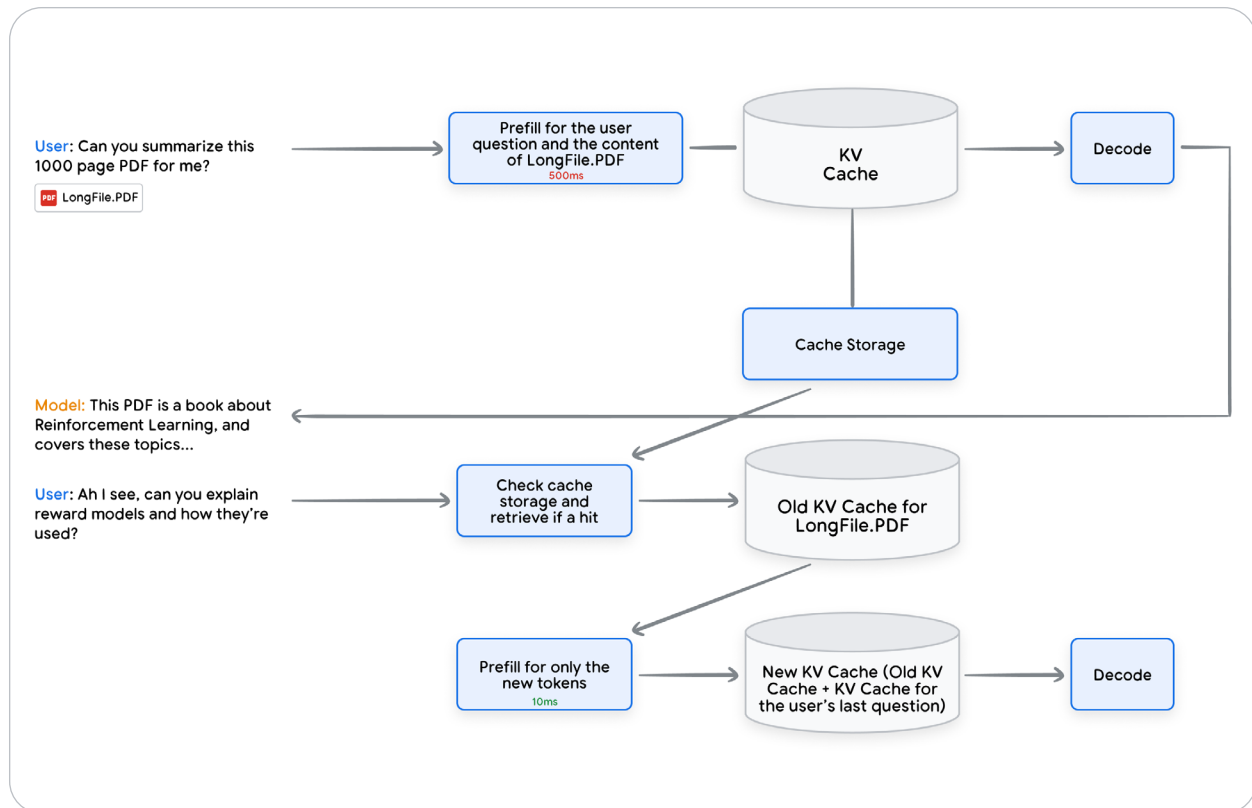 User: Can you summarize this
1000 page PDF for me?
PDF LongFile.PDF
Prefill for the user
question and the content
of LongFile.PDF
500ms
KV
Cache
Decode
Cache Storage
Model: This PDF is a book about
Reinforcement Learning, and
covers these topics...
User: Ah I see, can you explain
reward models and how they're
used?
Check cache
storage and
retrieve if a hit
Old KV Cache for
LongFile.PDF
Prefill for only the
new tokens
10ms
New KV Cache (Old KV
Cache + KV Cache for
the user's last question)
Decode